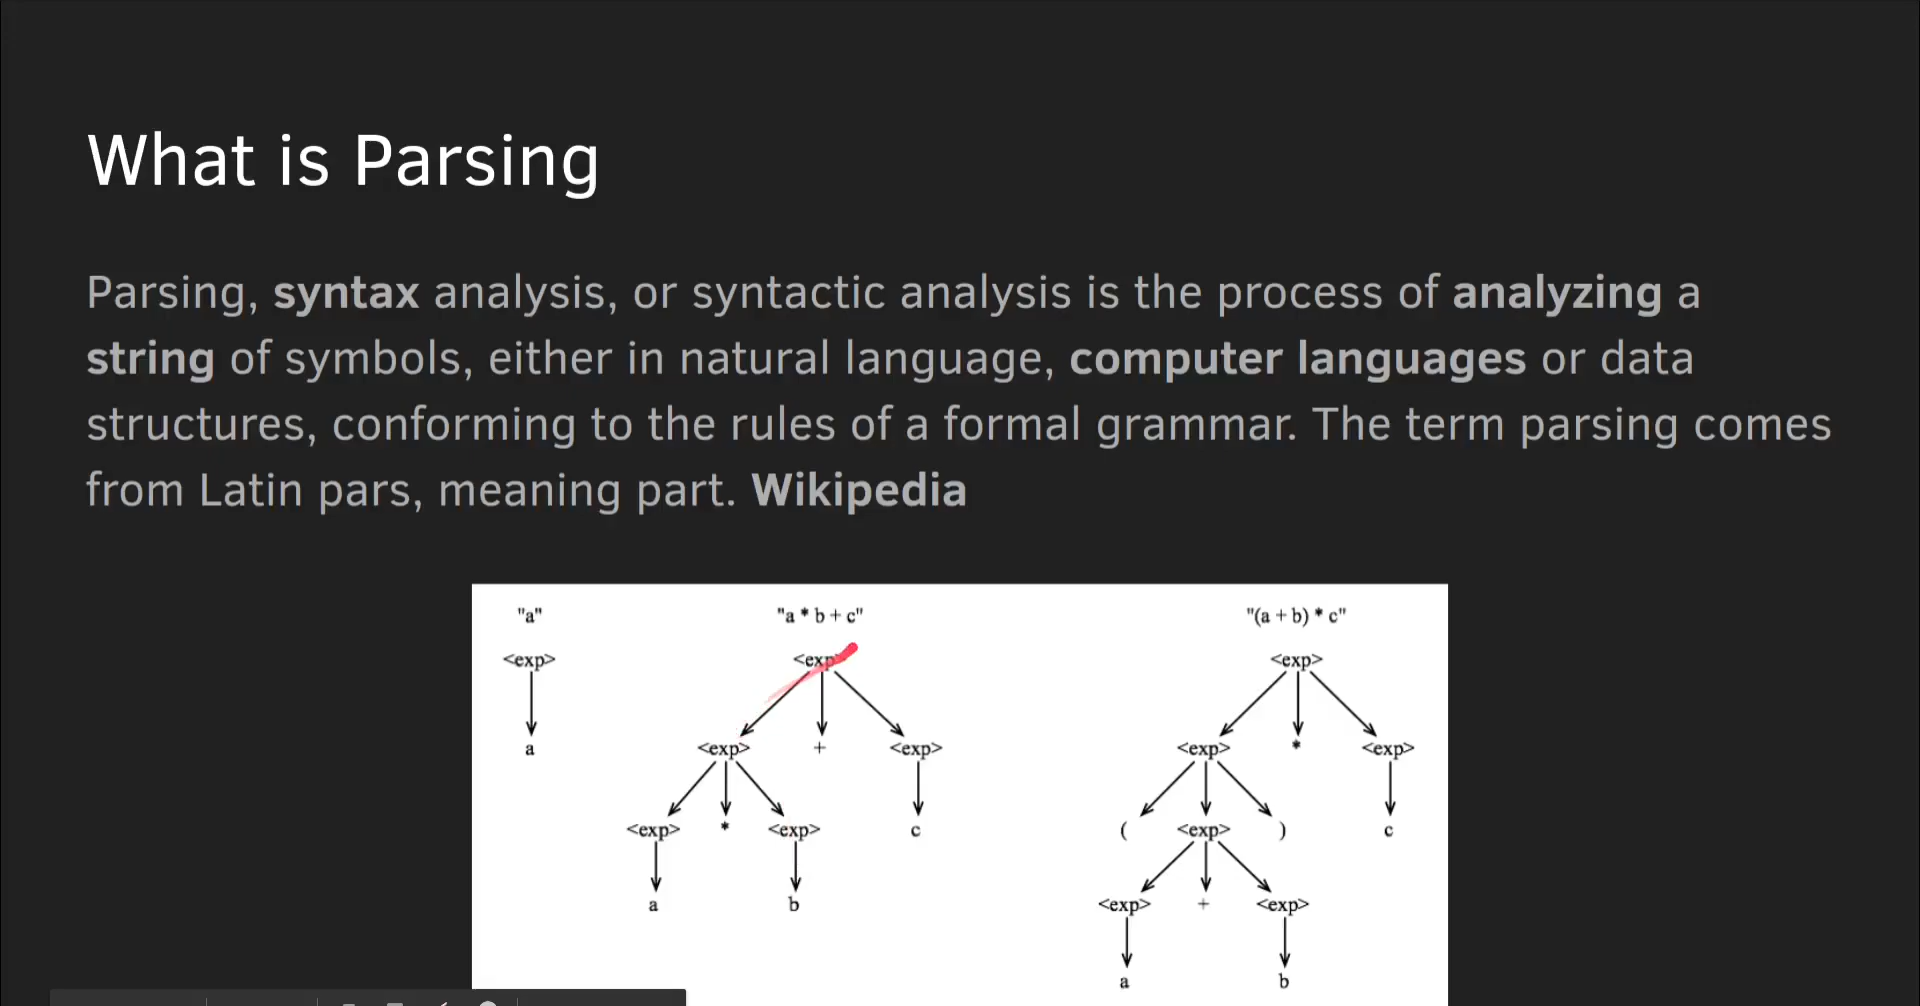 What is Parsing
Parsing, syntax analysis, or syntactic analysis is the process of analyzing a
string of symbols, either in natural language, computer languages or data
structures, conforming to the rules of a formal grammar. The term parsing comes
from Latin pars, meaning part. Wikipedia
"a" "a * b + c" "(a + b) * c"
<exp> <exp> <exp>
a <exp> + <exp> <exp> * <exp>
<exp> * <exp> c ( <exp> ) c
a b <exp> + <exp>
a b